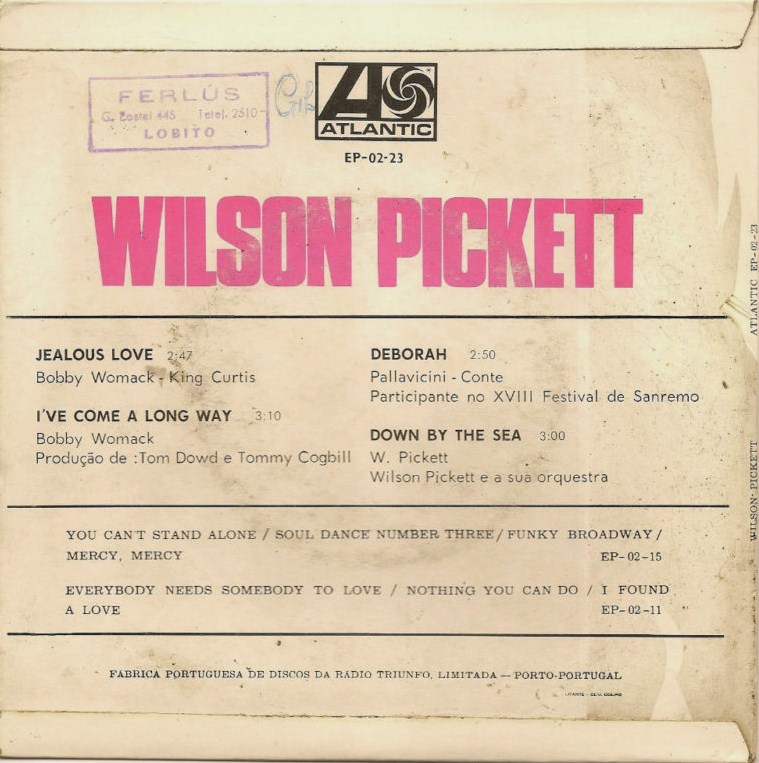 FERLÚS
C. Postal 445 Telef. 2510-
LOBITO
ATLANTIC
EP-02-23
WILSON PICKETT
JEALOUS LOVE 2:47
Bobby Womack - King Curtis
I'VE COME A LONG WAY 3:10
Bobby Womack
Produção de :Tom Dowd e Tommy Cogbill
DEBORAH 2:50
Pallavicini - Conte
Participante no XVIII Festival de Sanremo
DOWN BY THE SEA 3:00
W. Pickett
Wilson Pickett e a sua orquestra
YOU CAN'T STAND ALONE / SOUL DANCE NUMBER THREE/ FUNKY BROADWAY /
MERCY, MERCY EP-02-15
EVERYBODY NEEDS SOMEBODY TO LOVE / NOTHING YOU CAN DO / I FOUND
A LOVE EP-02-11
FÁBRICA PORTUGUESA DE DISCOS DA RÁDIO TRIUNFO, LIMITADA — PORTO-PORTUGAL
WILSON-PICKETT ATLANTIC EP-02-23